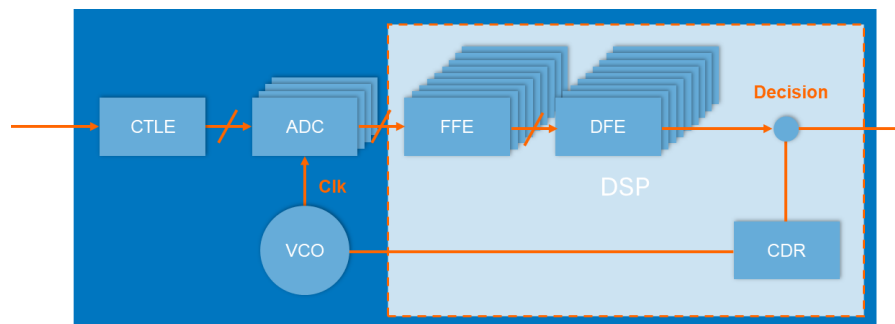 Decision
CTLE
ADC
FFE
DFE
Clk
DSP
VCO
CDR